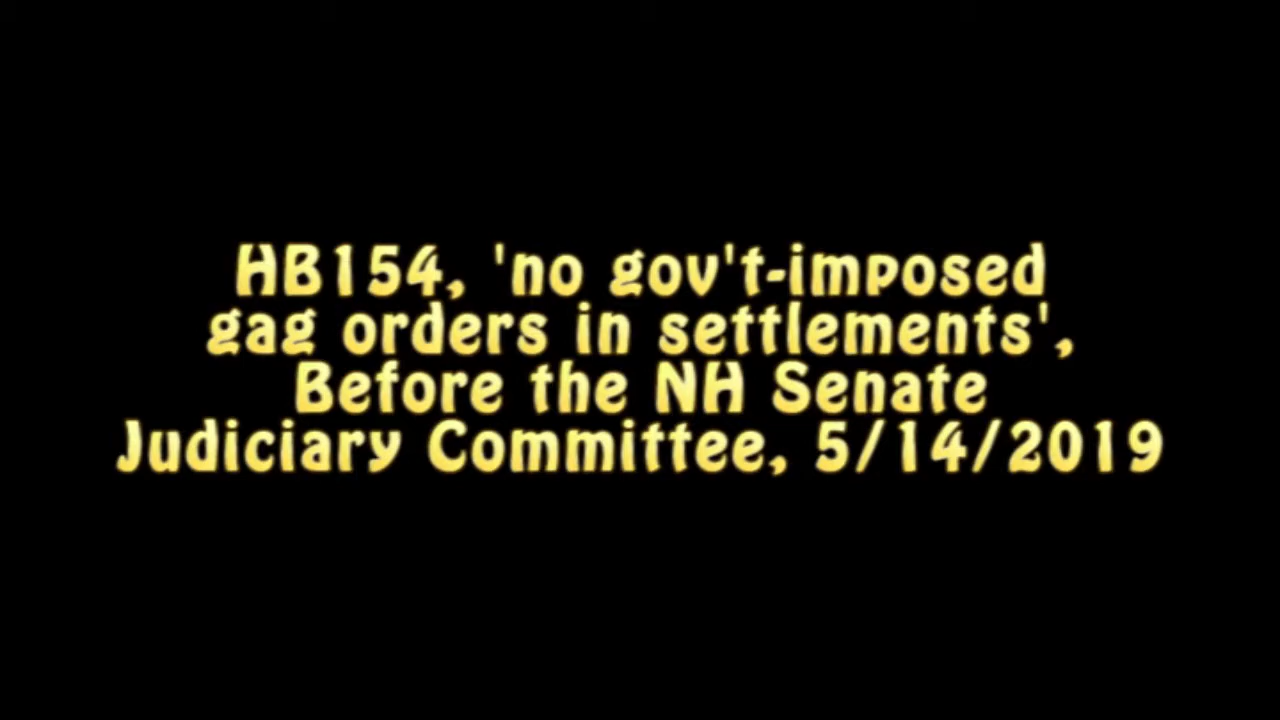 HB154, 'no gov't-imposed
gag orders in settlements',
Before the NH Senate
Judiciary Committee, 5/14/2019